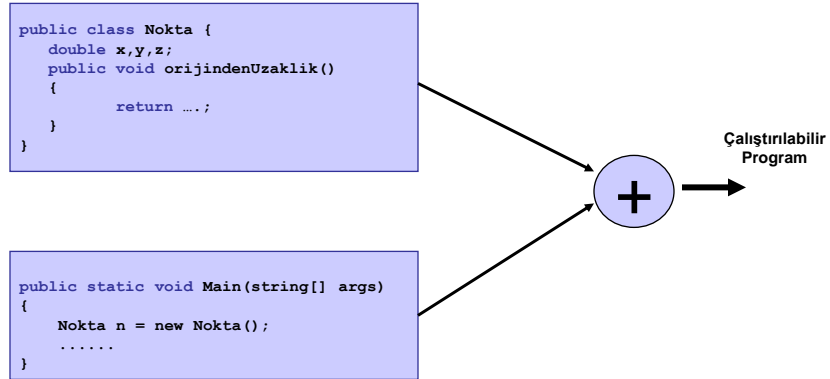 public class Nokta {
double x,y,z;
public void orijindenUzaklik()
{
return ….;
}
}
+
Çalıştırılabilir
Program
public static void Main(string[] args)
{
Nokta n = new Nokta();
......
}